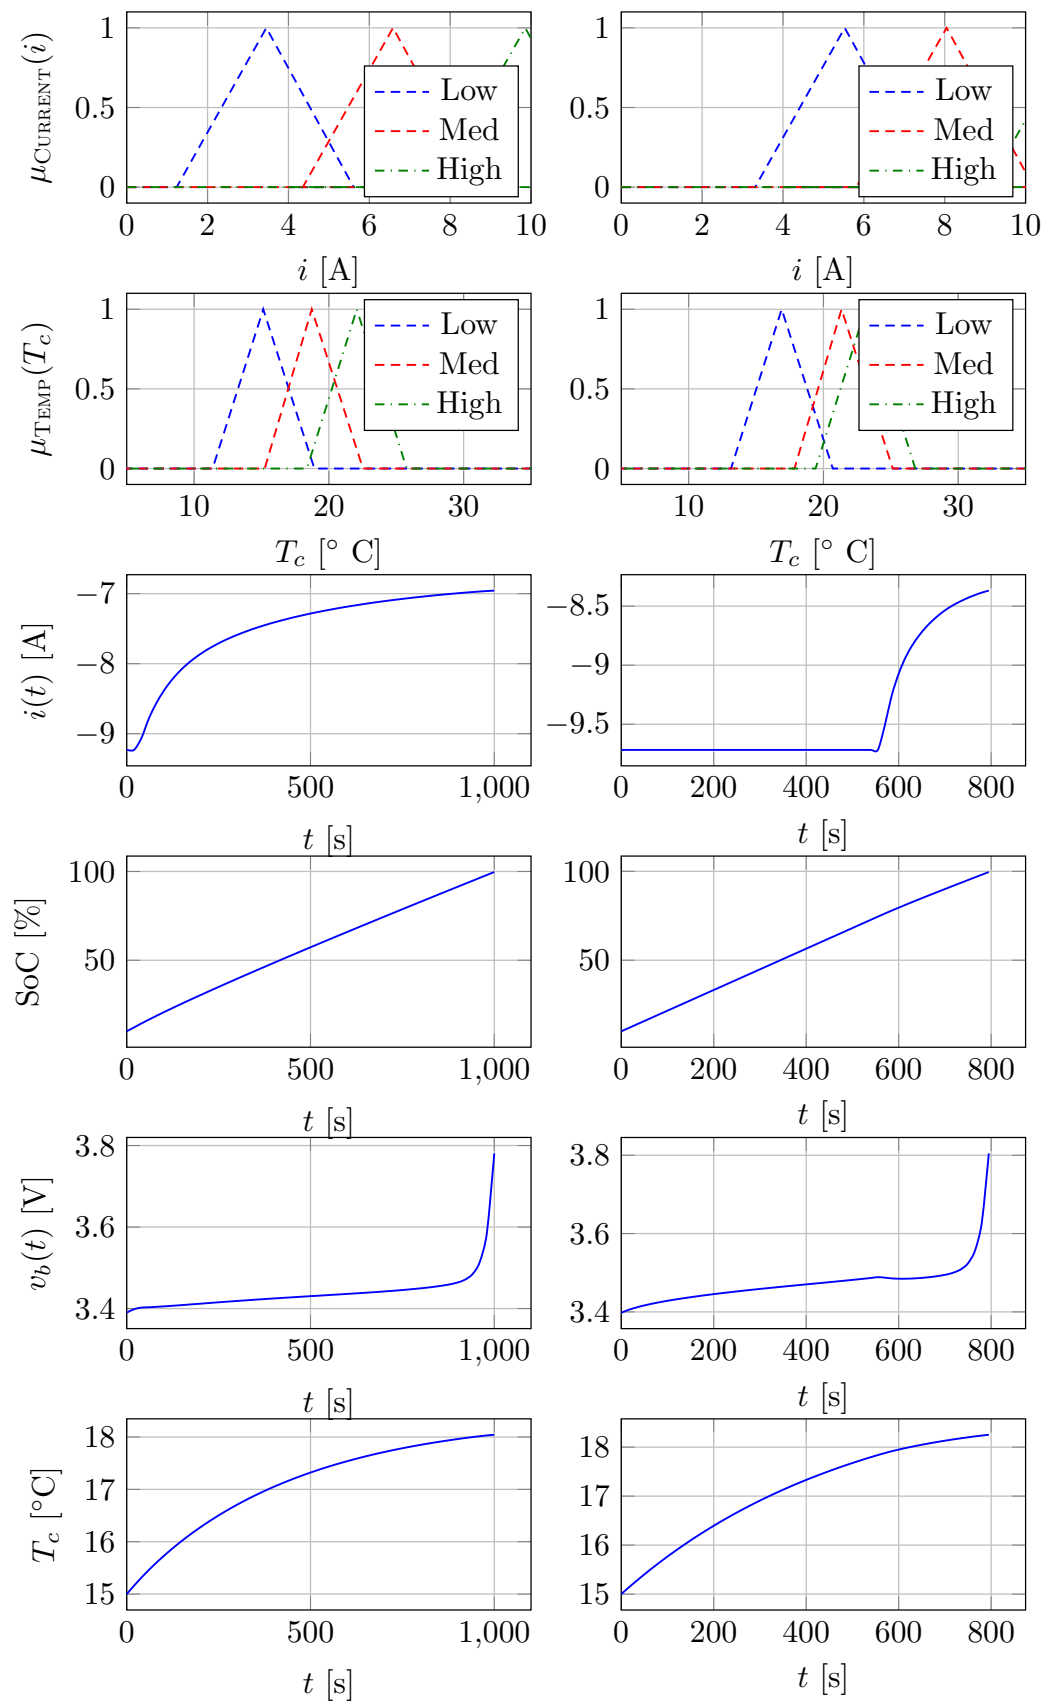 μCURRENT(i)
1
0.5
0
0 2 4 6 8 10
i [A]
Low
Med
High
1
0.5
0
0 2 4 6 8 10
i [A]
Low
Med
High
μTEMP(Tc)
1
0.5
0
10 20 30
Tc [° C]
Low
Med
High
1
0.5
0
10 20 30
Tc [° C]
Low
Med
High
i(t) [A]
−7
−8
−9
0 500 1,000
t [s]
−8.5
−9
−9.5
0 200 400 600 800
t [s]
SoC [%]
100
50
0 500 1,000
t [s]
100
50
0 200 400 600 800
t [s]
vb(t) [V]
3.8
3.6
3.4
0 500 1,000
t [s]
3.8
3.6
3.4
0 200 400 600 800
t [s]
Tc [°C]
18
17
16
15
0 500 1,000
t [s]
18
17
16
15
0 200 400 600 800
t [s]